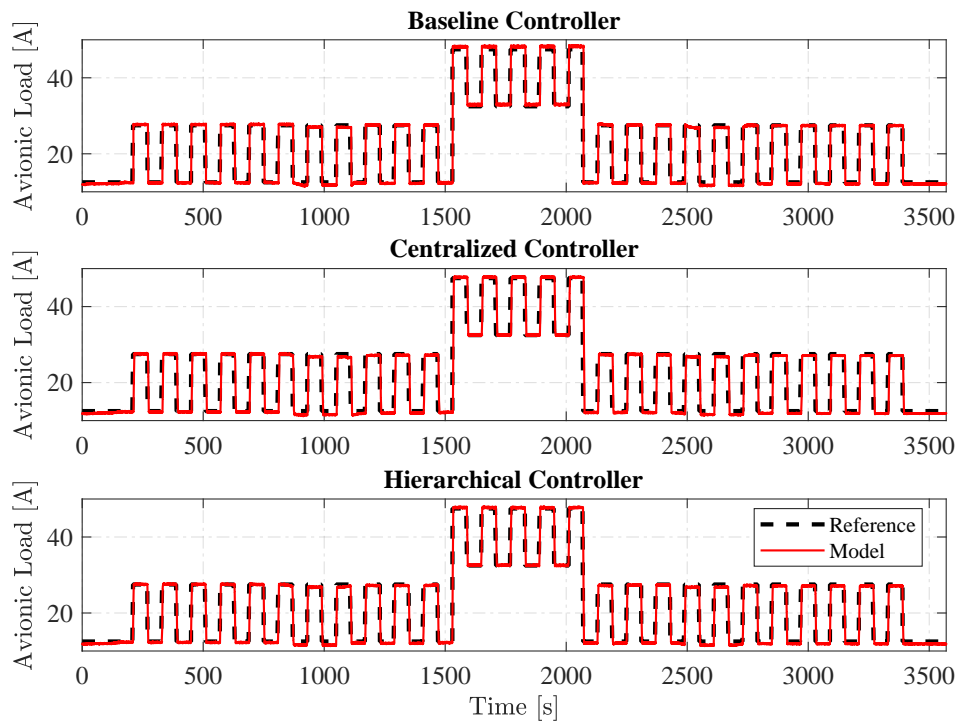 Baseline Controller
Avionic Load [A]
40
20
0 500 1000 1500 2000 2500 3000 3500
Centralized Controller
Avionic Load [A]
40
20
0 500 1000 1500 2000 2500 3000 3500
Hierarchical Controller
Avionic Load [A]
40
20
Reference
Model
0 500 1000 1500 2000 2500 3000 3500
Time [s]